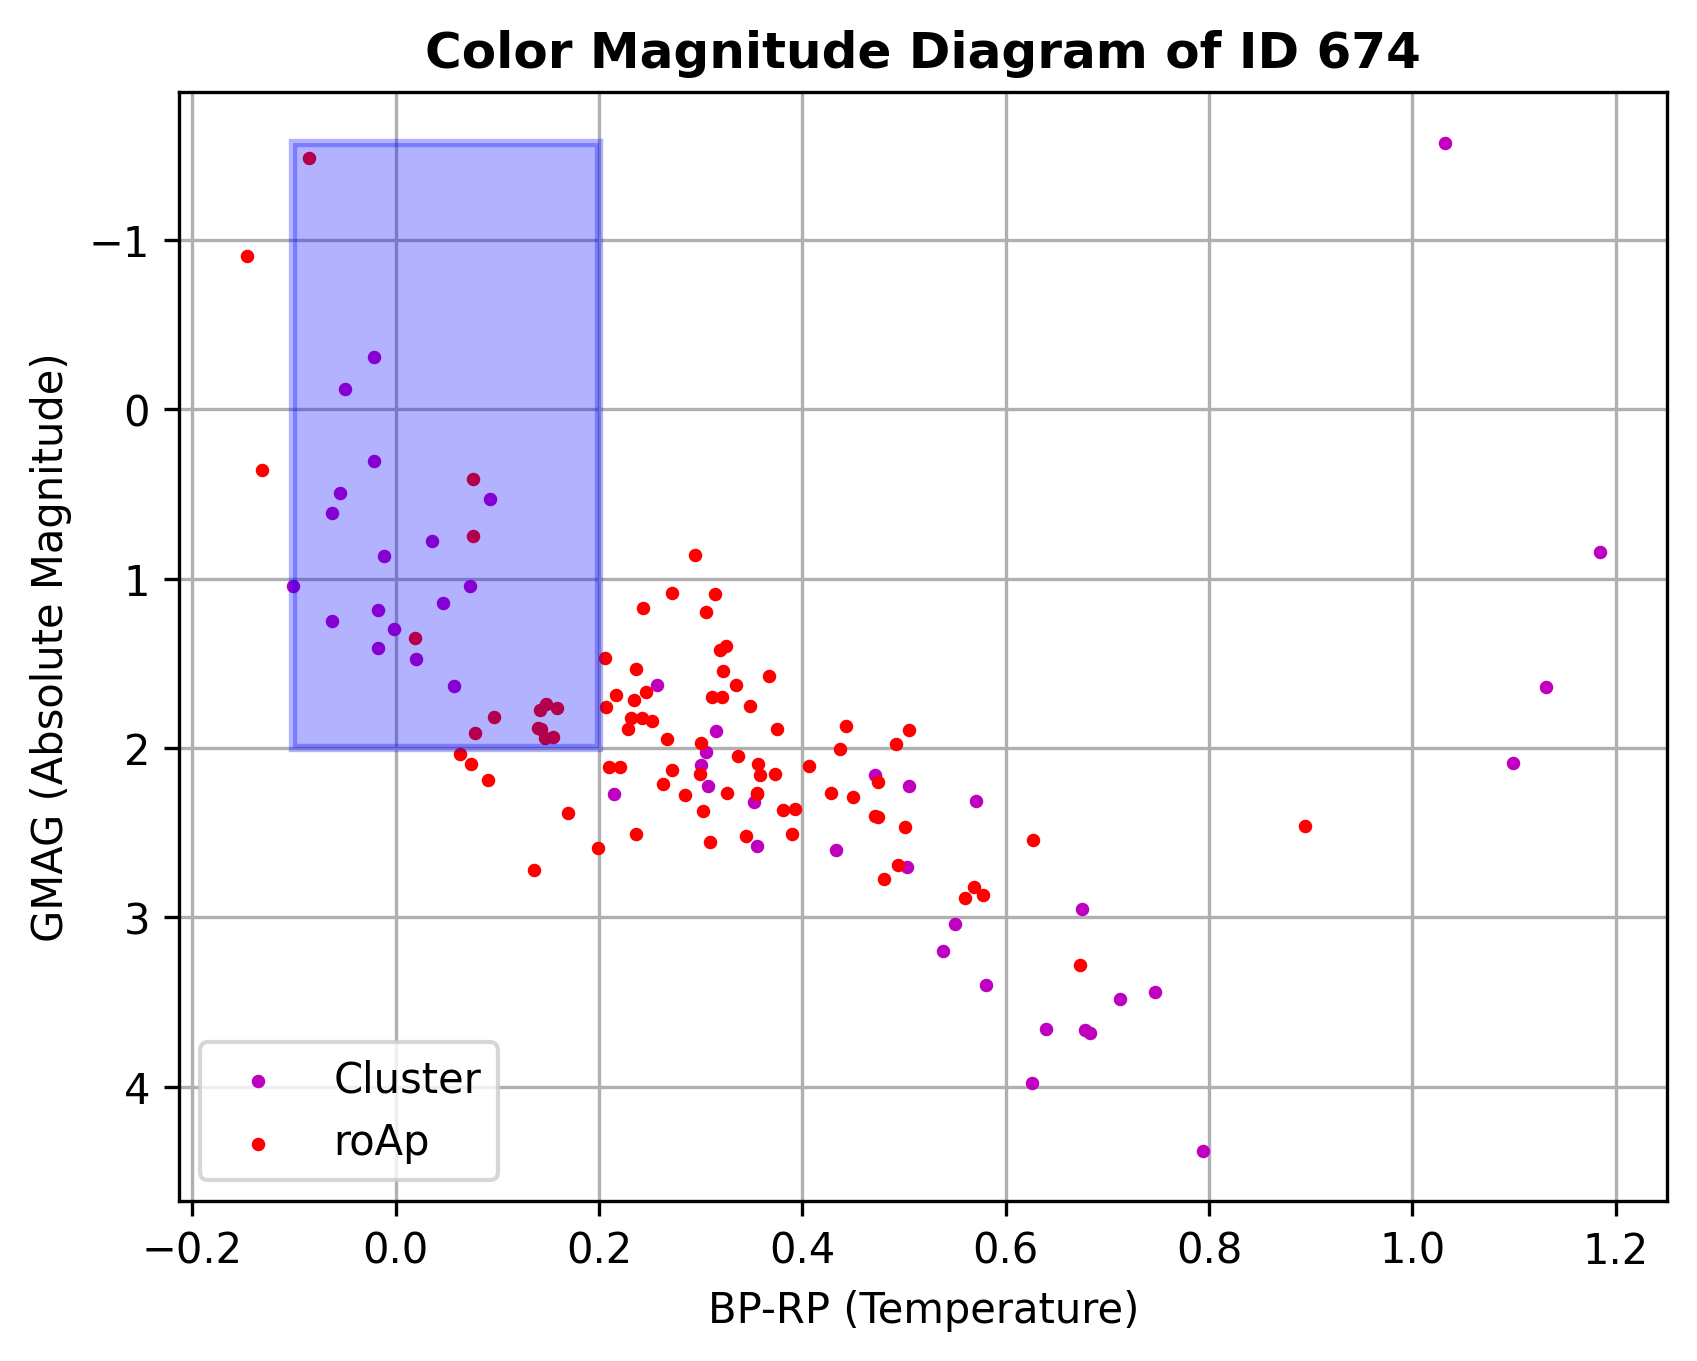 Color Magnitude Diagram of ID 674
−1
0
1
2
3
4
GMAG (Absolute Magnitude)
Cluster
roAp
−0.2 0.0 0.2 0.4 0.6 0.8 1.0 1.2
BP-RP (Temperature)